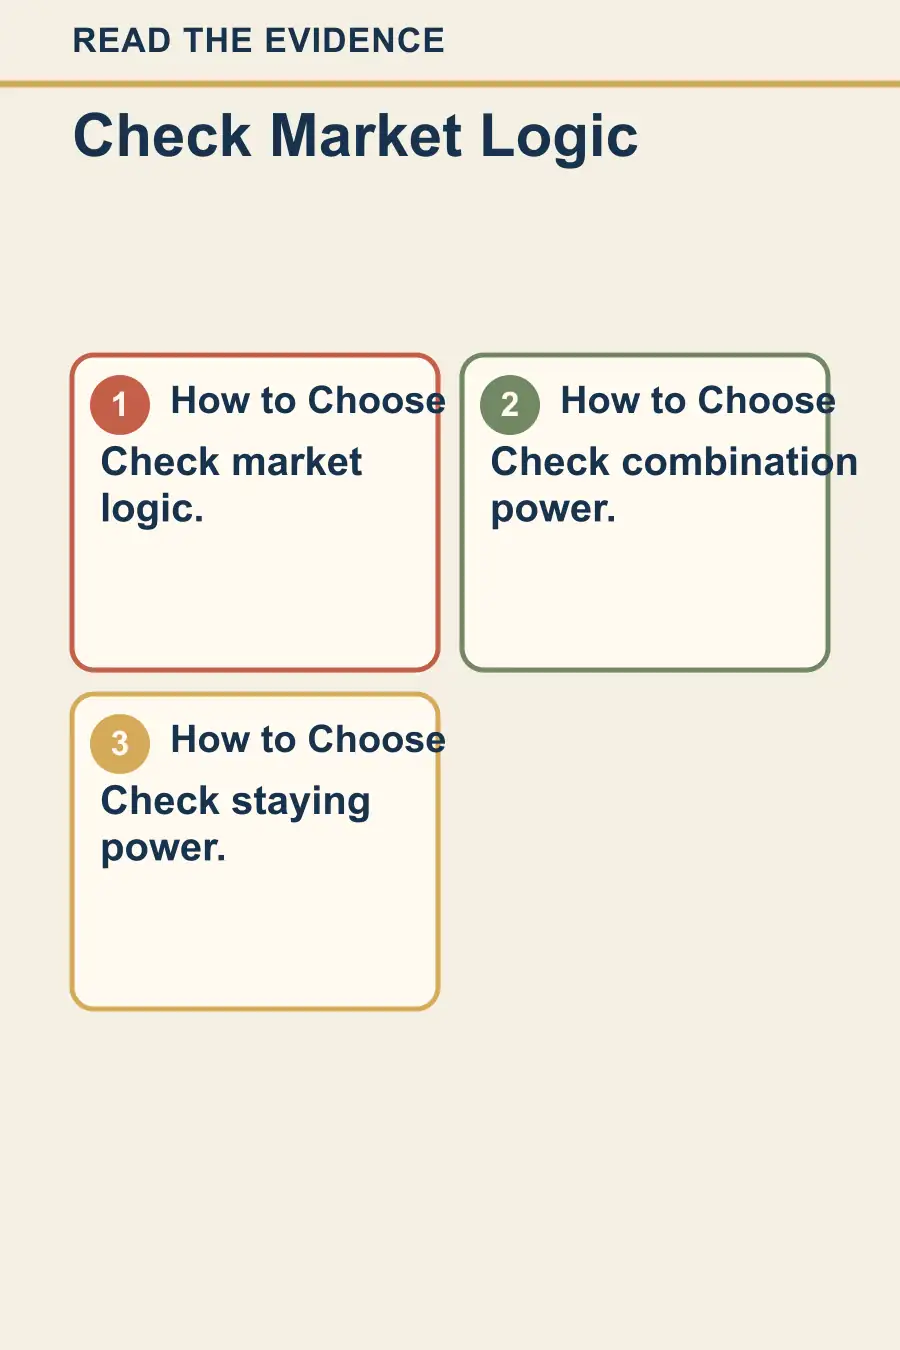 READ THE EVIDENCE
Check Market Logic
1 How to Choose
Check market
logic.
2 How to Choose
Check combination
power.
3 How to Choose
Check staying
power.